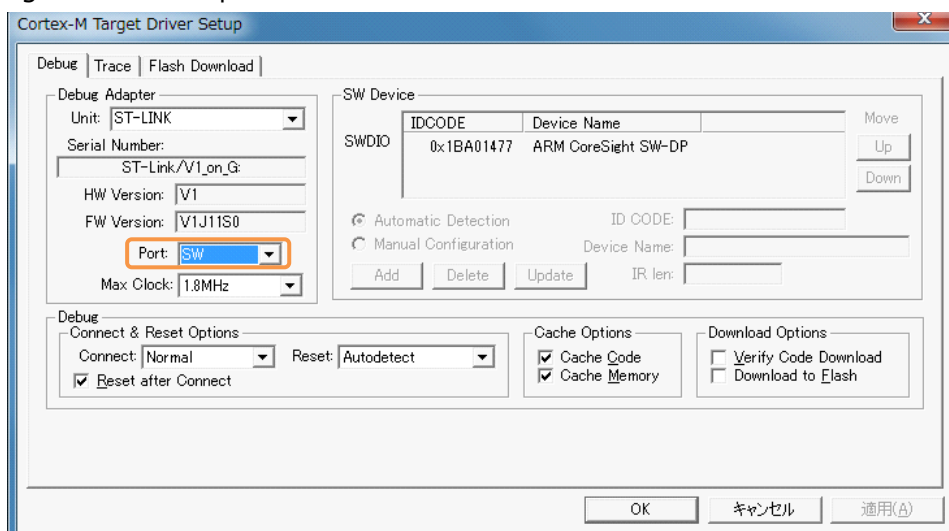 Cortex-M Target Driver Setup
Debug Trace Flash Download
Debug Adapter
Unit: ST-LINK
Serial Number:
ST-Link/V1_on_G:
HW Version: V1
FW Version: V1J11S0
Port: SW
Max Clock: 1.8MHz
SW Device
IDCODE Device Name Move
SWDIO 0x1BA01477 ARM CoreSight SW-DP Up
Down
Automatic Detection ID CODE:
Manual Configuration Device Name:
Add Delete Update IR len:
Debug
Connect & Reset Options
Connect: Normal Reset: Autodetect
Reset after Connect
Cache Options
Cache Code
Cache Memory
Download Options
Verify Code Download
Download to Flash
OK キャンセル 適用(A)